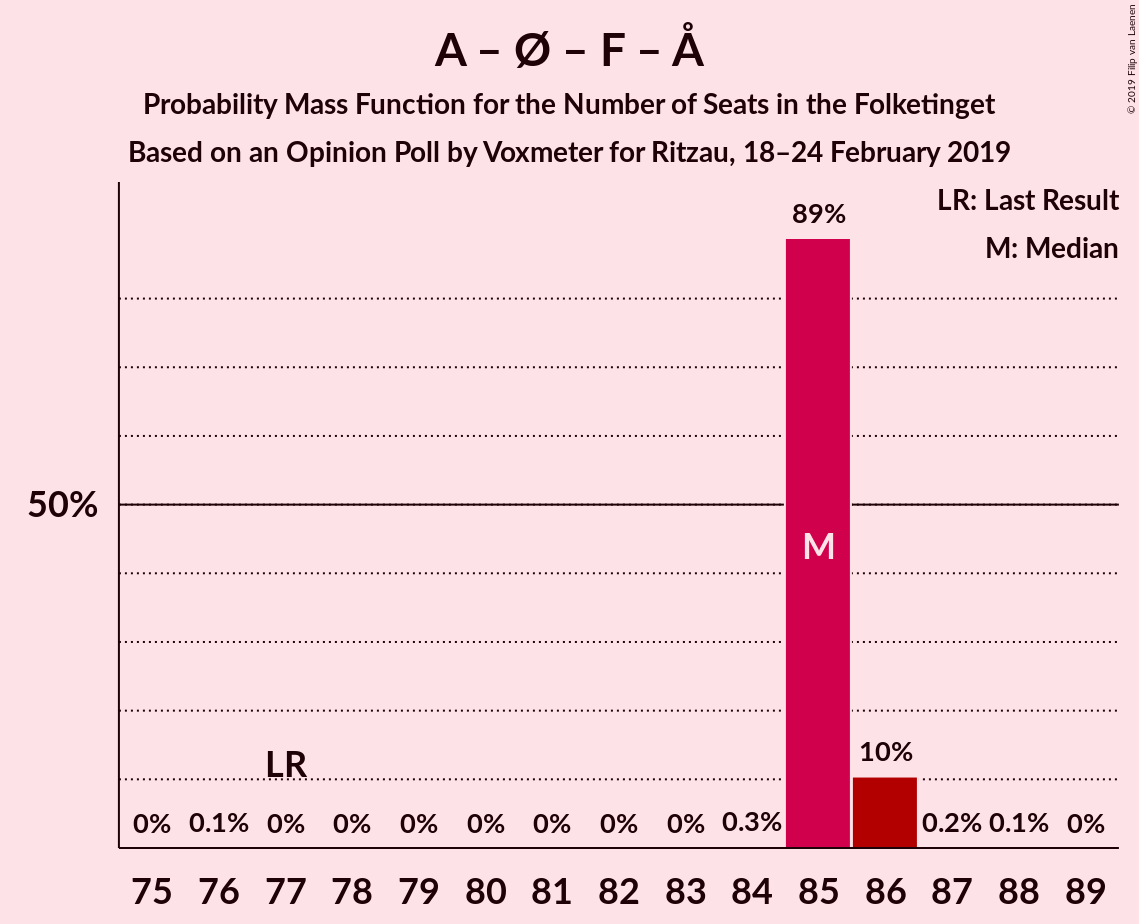 A – Ø – F – Å
Probability Mass Function for the Number of Seats in the Folketinget
Based on an Opinion Poll by Voxmeter for Ritzau, 18–24 February 2019
© 2019 Filip van Laenen
LR: Last Result
M: Median
89%
50%
M
LR
10%
0% 0.1% 0% 0% 0% 0% 0% 0% 0% 0.3% 0.2% 0.1% 0%
75 76 77 78 79 80 81 82 83 84 85 86 87 88 89